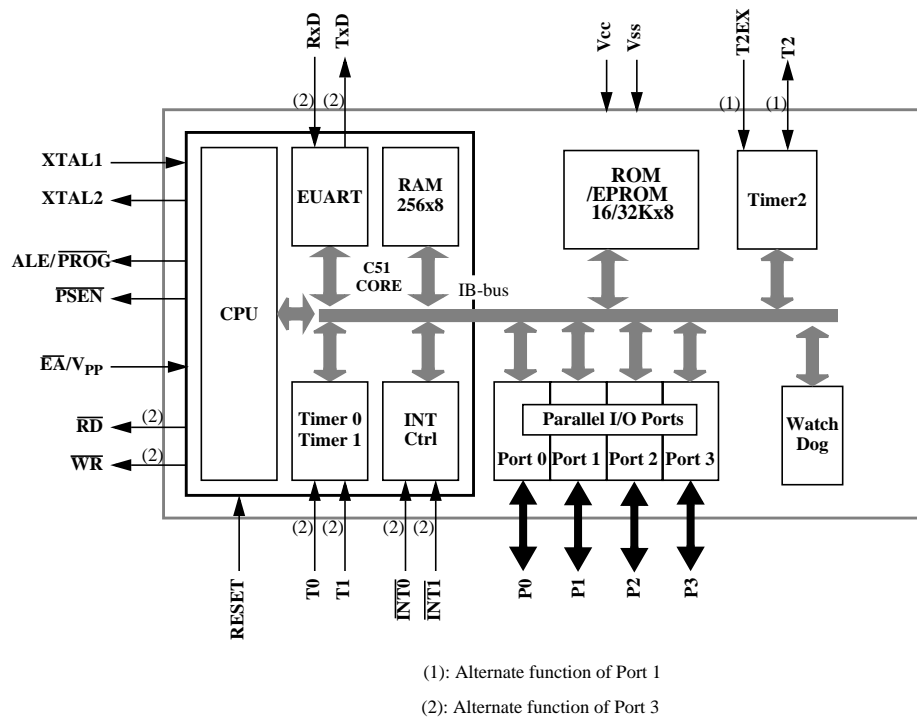 RxD
TxD
Vcc
Vss
T2EX
T2
(2)
(2)
(1)
(1)
XTAL1
XTAL2
ALE/PROG
PSEN
EA/VPP
RD
(2)
WR
(2)
CPU
EUART
RAM
256x8
C51
CORE
IB-bus
ROM
/EPROM
16/32Kx8
Timer2
Timer 0
Timer 1
INT
Ctrl
Parallel I/O Ports
Port 0
Port 1
Port 2
Port 3
Watch
Dog
(2)
(2)
(2)
(2)
RESET
T0
T1
INT0
INT1
P0
P1
P2
P3
(1): Alternate function of Port 1
(2): Alternate function of Port 3